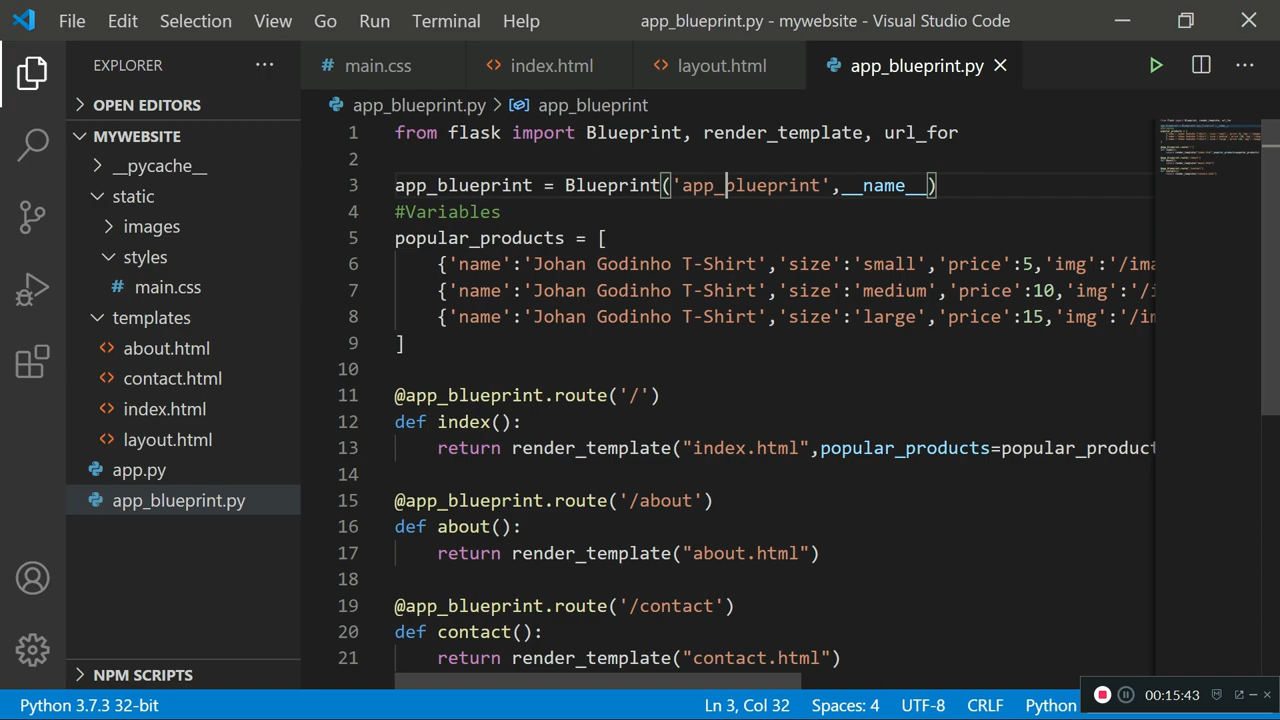 File Edit Selection View Go Run Terminal Help app_blueprint.py - mywebsite - Visual Studio Code
EXPLORER
OPEN EDITORS
MYWEBSITE
__pycache__
static
images
styles
# main.css
templates
<> about.html
<> contact.html
<> index.html
<> layout.html
app.py
app_blueprint.py
NPM SCRIPTS
# main.css <> index.html <> layout.html app_blueprint.py
app_blueprint.py > app_blueprint
1 from flask import Blueprint, render_template, url_for
2
3 app_blueprint = Blueprint('app_blueprint',__name__)
4 #Variables
5 popular_products = [
6 {'name':'Johan Godinho T-Shirt','size':'small','price':5,'img':'/ima
7 {'name':'Johan Godinho T-Shirt','size':'medium','price':10,'img':'/i
8 {'name':'Johan Godinho T-Shirt','size':'large','price':15,'img':'/im
9 ]
10
11 @app_blueprint.route('/')
12 def index():
13 return render_template("index.html",popular_products=popular_product
14
15 @app_blueprint.route('/about')
16 def about():
17 return render_template("about.html")
18
19 @app_blueprint.route('/contact')
20 def contact():
21 return render_template("contact.html")
Python 3.7.3 32-bit Ln 3, Col 32 Spaces: 4 UTF-8 CRLF Python 00:15:43